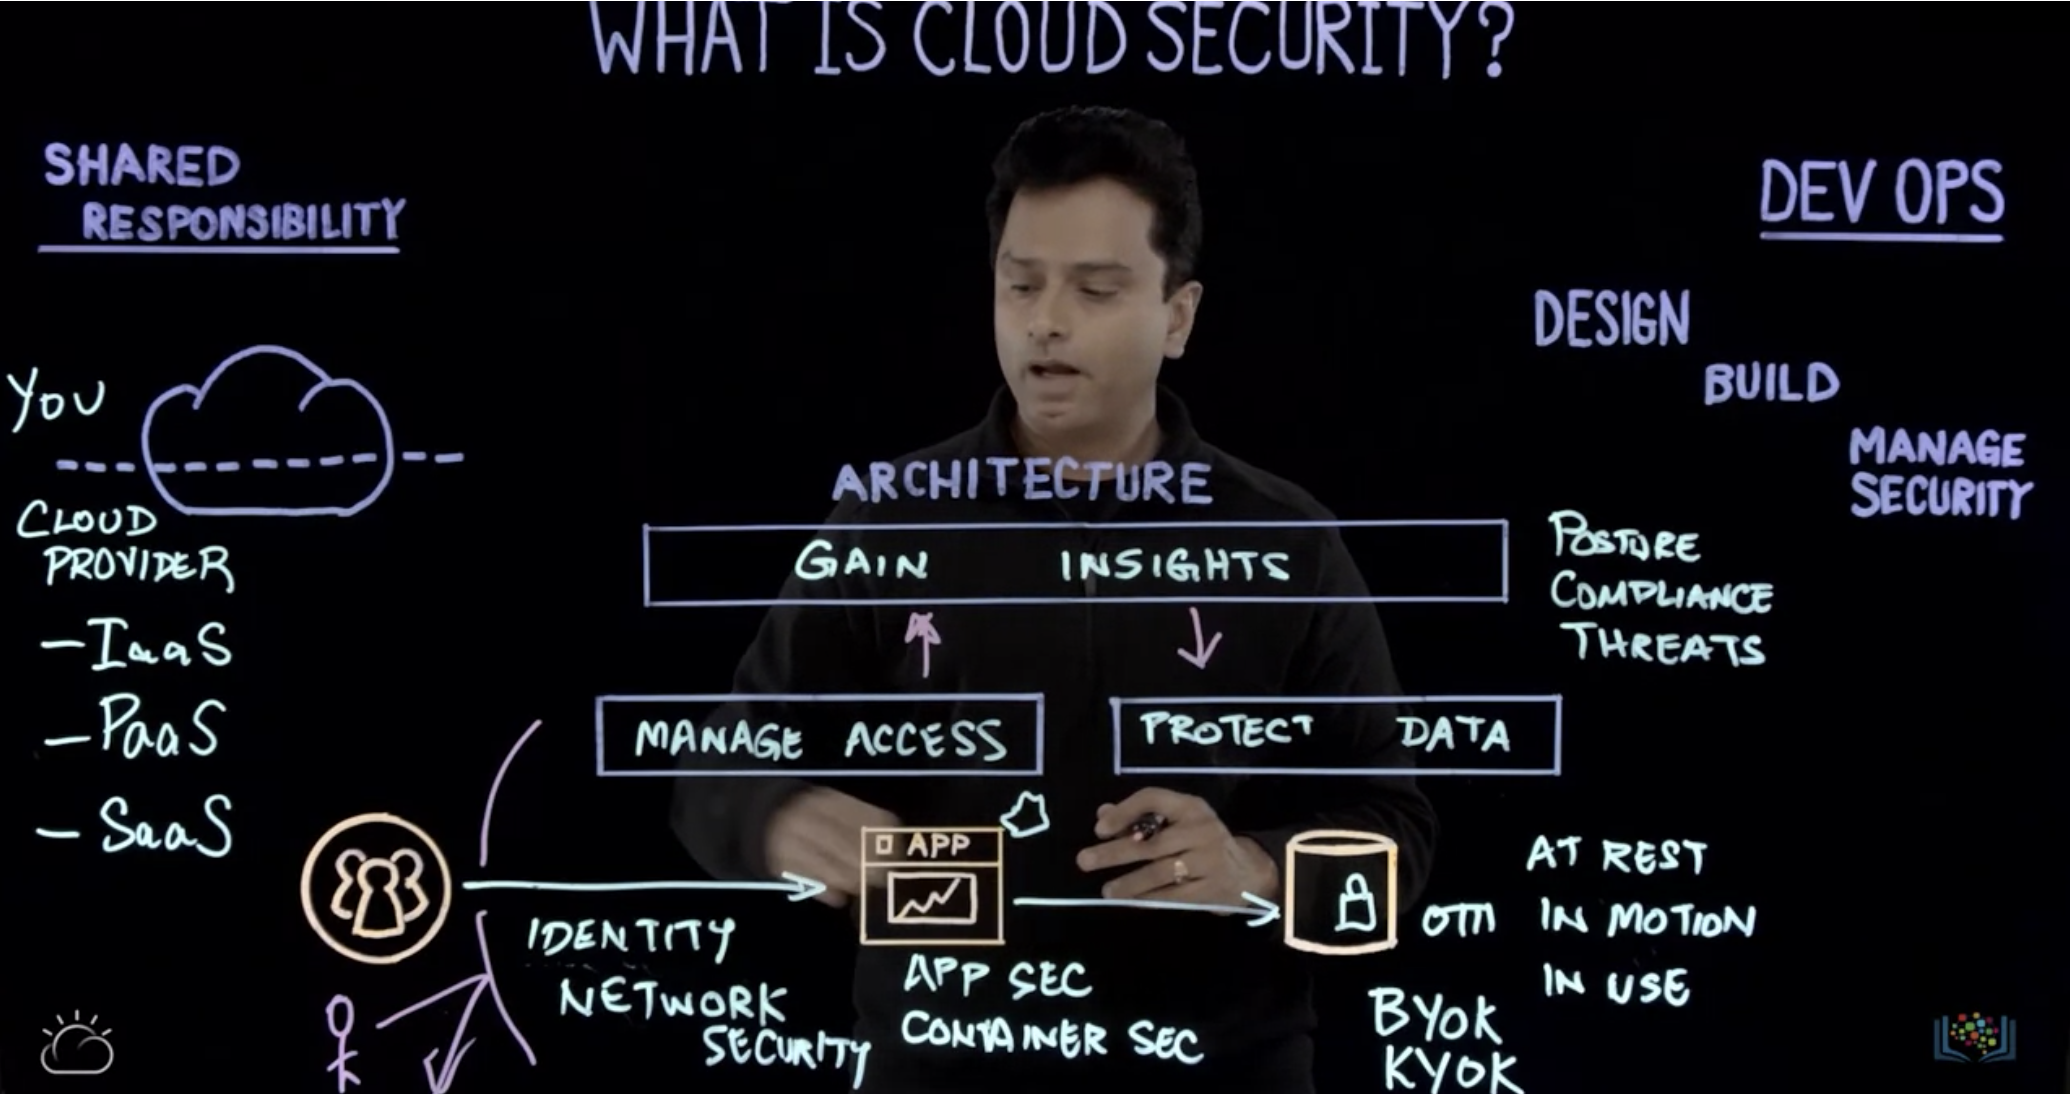 WHAT IS CLOUD SECURITY?
SHARED
RESPONSIBILITY
YOU
CLOUD
PROVIDER
- IaaS
- PaaS
- SaaS
ARCHITECTURE
GAIN INSIGHTS
MANAGE ACCESS
PROTECT DATA
APP
IDENTITY
NETWORK
SECURITY
APP SEC
CONTAINER SEC
AT REST
IN MOTION
IN USE
BYOK
KYOK
POSTURE
COMPLIANCE
THREATS
DEV OPS
DESIGN
BUILD
MANAGE
SECURITY